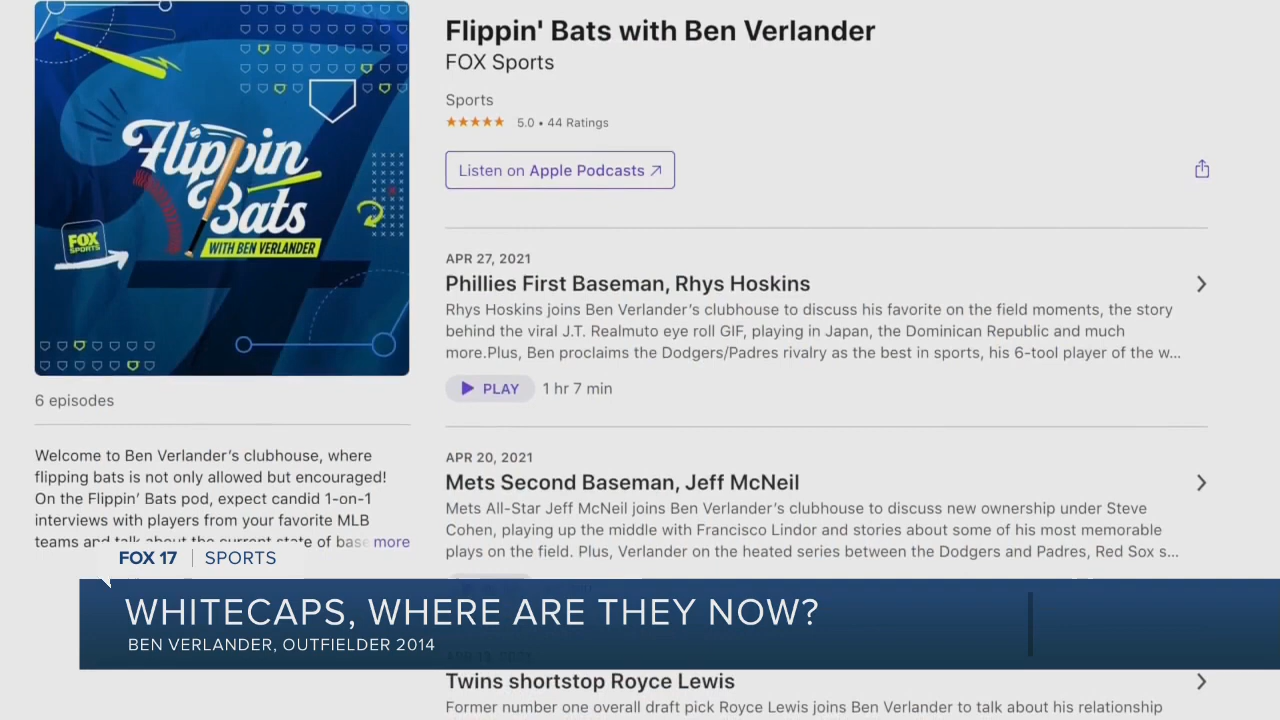 Flippin
Bats
WITH BEN VERLANDER
FOX
SPORTS
6 episodes
Welcome to Ben Verlander's clubhouse, where
flipping bats is not only allowed but encouraged!
On the Flippin' Bats pod, expect candid 1-on-1
interviews with players from your favorite MLB
teams and talk about the current state of base more
Flippin' Bats with Ben Verlander
FOX Sports
Sports
★★★★★ 5.0 • 44 Ratings
Listen on Apple Podcasts ↗
APR 27, 2021
Phillies First Baseman, Rhys Hoskins
Rhys Hoskins joins Ben Verlander's clubhouse to discuss his favorite on the field moments, the story
behind the viral J.T. Realmuto eye roll GIF, playing in Japan, the Dominican Republic and much
more.Plus, Ben proclaims the Dodgers/Padres rivalry as the best in sports, his 6-tool player of the w...
PLAY 1 hr 7 min
APR 20, 2021
Mets Second Baseman, Jeff McNeil
Mets All-Star Jeff McNeil joins Ben Verlander's clubhouse to discuss new ownership under Steve
Cohen, playing up the middle with Francisco Lindor and stories about some of his most memorable
plays on the field. Plus, Verlander on the heated series between the Dodgers and Padres, Red Sox s...
FOX 17 | SPORTS
WHITECAPS, WHERE ARE THEY NOW?
BEN VERLANDER, OUTFIELDER 2014
Twins shortstop Royce Lewis
Former number one overall draft pick Royce Lewis joins Ben Verlander to talk about his relationship